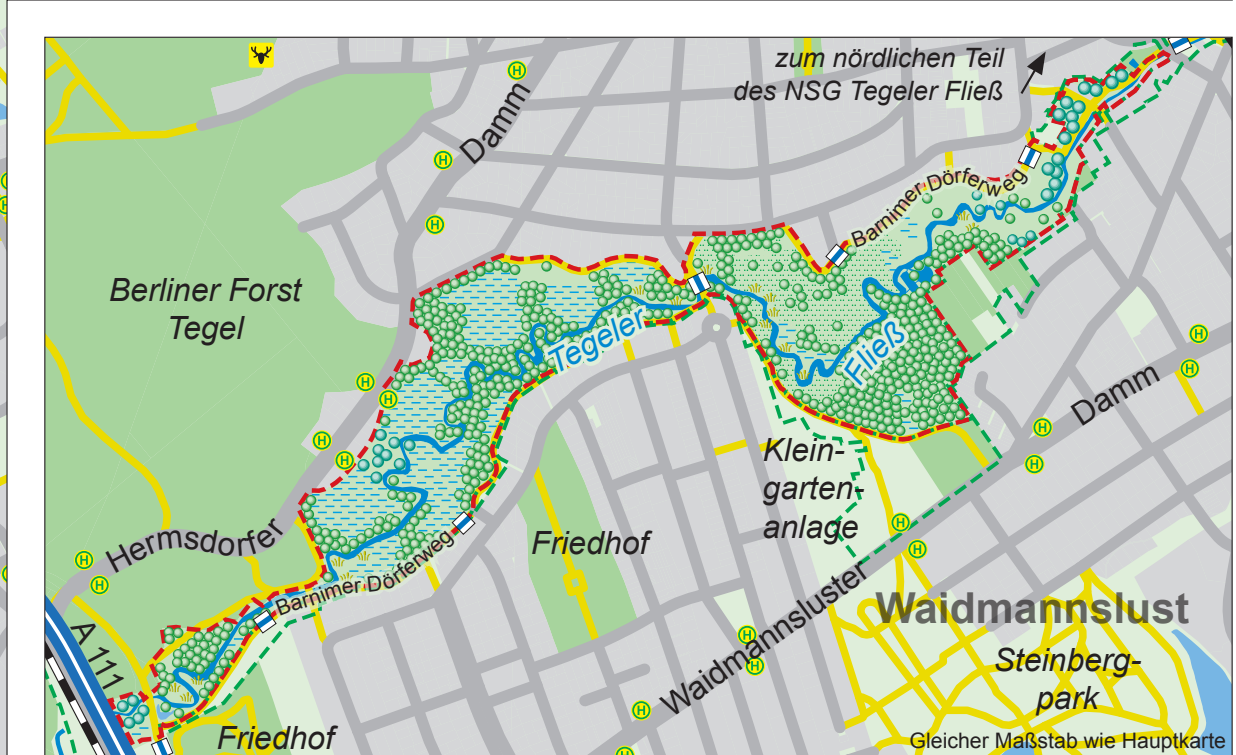 zum nördlichen Teil
des NSG Tegeler Fließ
H
H
H
Damm
Barnimer Dörferweg
Berliner Forst
Tegel
Tegeler
Fließ
H
H
H
H
H
H
Damm
H
H
Klein-
garten-
anlage
Hermsdorfer
Friedhof
H
H
H
H
Barnimer Dörferweg
Waidmannsluster
Waidmannslust
A 111
H
H
Steinberg-
park
H
Friedhof
H
Gleicher Maßstab wie Hauptkarte